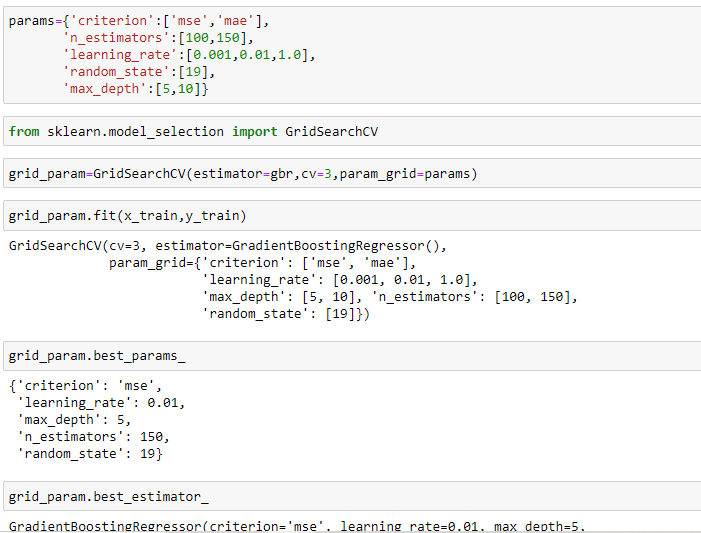 params={'criterion':['mse','mae'],
'n_estimators':[100,150],
'learning_rate':[0.001,0.01,1.0],
'random_state':[19],
'max_depth':[5,10]}
from sklearn.model_selection import GridSearchCV
grid_param=GridSearchCV(estimator=gbr,cv=3,param_grid=params)
grid_param.fit(x_train,y_train)
GridSearchCV(cv=3, estimator=GradientBoostingRegressor(),
param_grid={'criterion': ['mse', 'mae'],
'learning_rate': [0.001, 0.01, 1.0],
'max_depth': [5, 10], 'n_estimators': [100, 150],
'random_state': [19]})
grid_param.best_params_
{'criterion': 'mse',
'learning_rate': 0.01,
'max_depth': 5,
'n_estimators': 150,
'random_state': 19}
grid_param.best_estimator_
GradientBoostingRegressor(criterion='mse', learning_rate=0.01, max_depth=5,